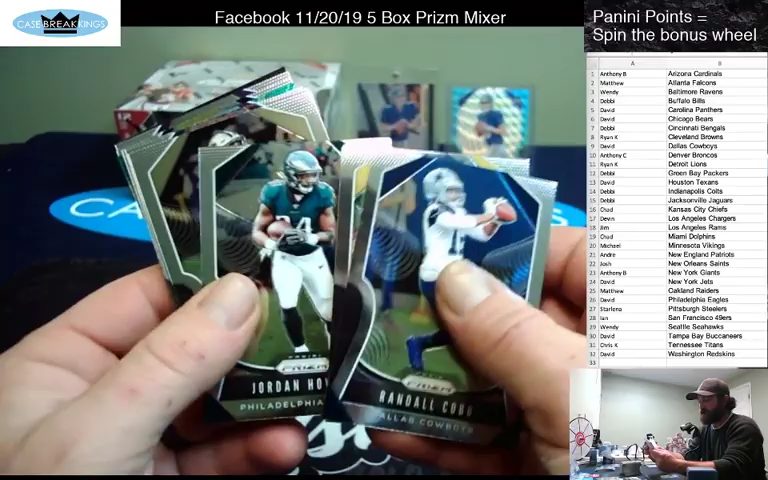 CASE BREAK KINGS
Facebook 11/20/19 5 Box Prizm Mixer
Panini Points =
Spin the bonus wheel
A B
1 Anthony B Arizona Cardinals
2 Matthew Atlanta Falcons
3 Wendy Baltimore Ravens
4 Debbi Buffalo Bills
5 David Carolina Panthers
6 David Chicago Bears
7 Debbi Cincinnati Bengals
8 Ryan K Cleveland Browns
9 David Dallas Cowboys
10 Anthony C Denver Broncos
11 Ryan K Detroit Lions
12 Debbi Green Bay Packers
13 David Houston Texans
14 Debbi Indianapolis Colts
15 Debbi Jacksonville Jaguars
16 Chad Kansas City Chiefs
17 Devin Los Angeles Chargers
18 Jim Los Angeles Rams
19 Chad Miami Dolphins
20 Michael Minnesota Vikings
21 Andre New England Patriots
22 Josh New Orleans Saints
23 Anthony B New York Giants
24 David New York Jets
25 Matthew Oakland Raiders
26 David Philadelphia Eagles
27 Starlena Pittsburgh Steelers
28 Ian San Francisco 49ers
29 Wendy Seattle Seahawks
30 David Tampa Bay Buccaneers
31 Chris K Tennessee Titans
32 David Washington Redskins
33
CA
PANINI
PRIZM
JORDAN HO
PHILADELPHIA
PRIZM
RANDALL COBB
DALLAS COWBOYS